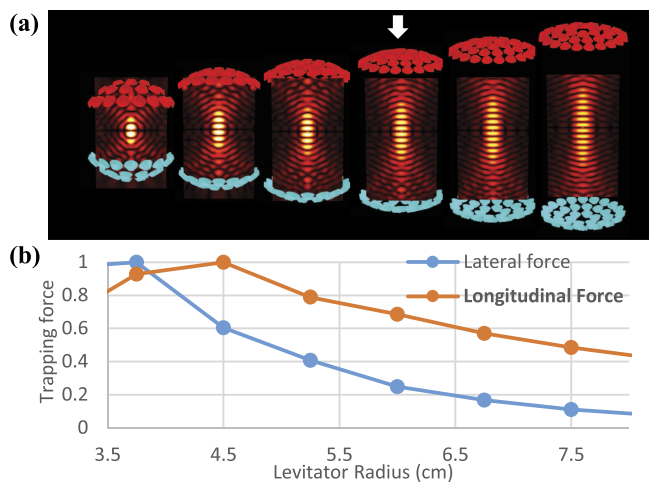 (a)
(b)
Lateral force
Longitudinal Force
Trapping force
1
0.8
0.6
0.4
0.2
0
3.5 4.5 5.5 6.5 7.5
Levitator Radius (cm)